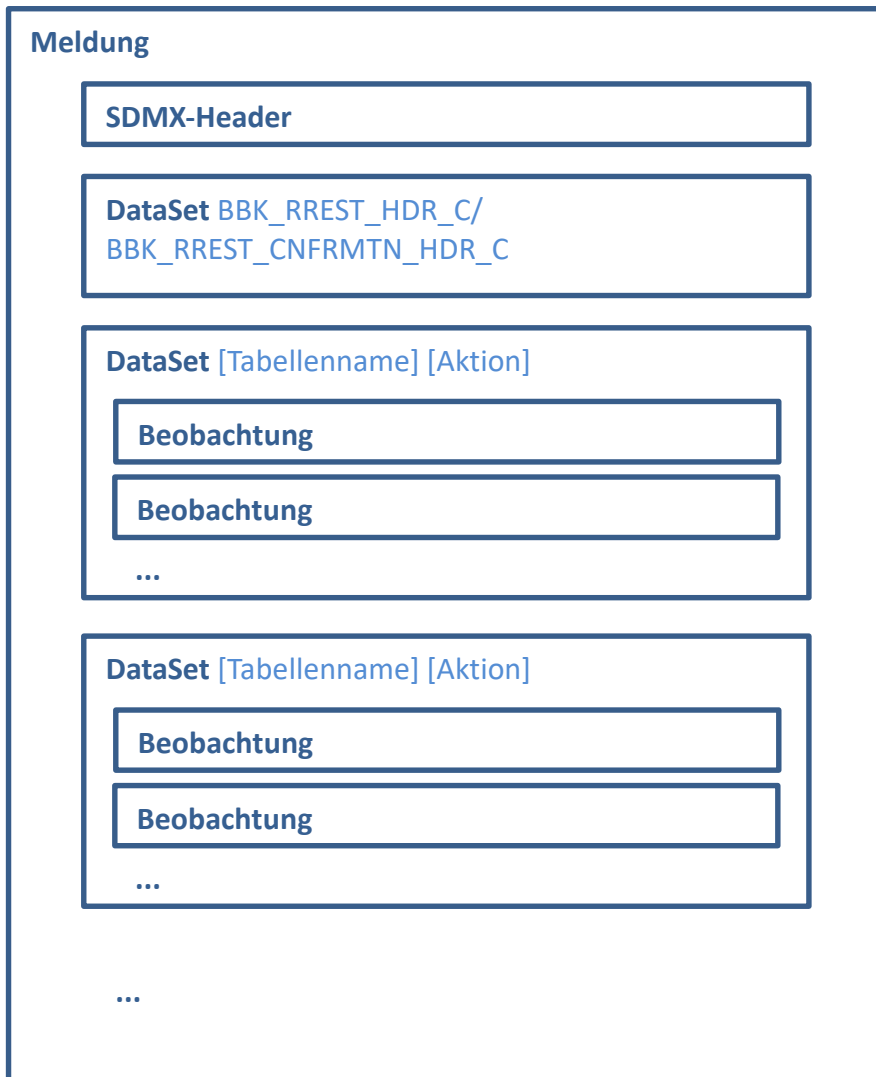 Meldung
SDMX-Header
DataSet BBK_RREST_HDR_C/
BBK_RREST_CNFRMTN_HDR_C
DataSet [Tabellenname] [Aktion]
Beobachtung
Beobachtung
...
DataSet [Tabellenname] [Aktion]
Beobachtung
Beobachtung
...
...